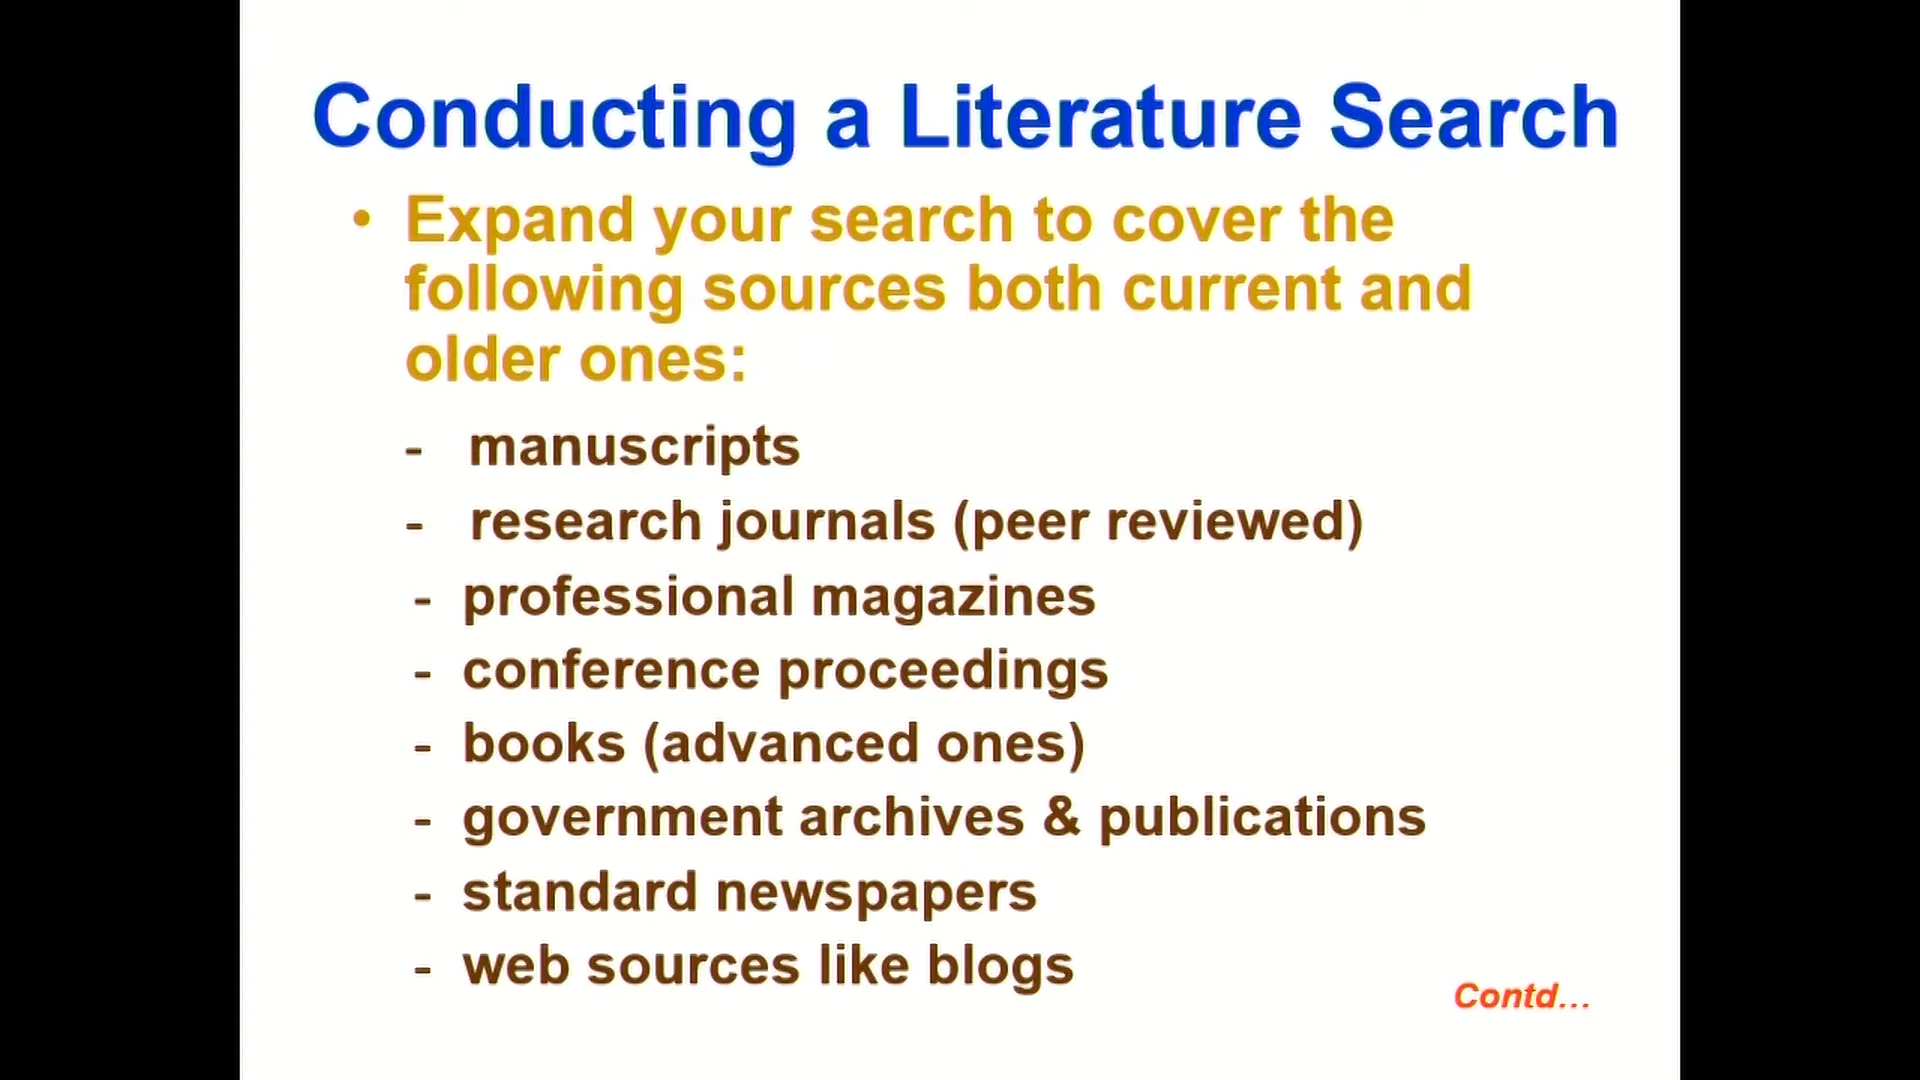 Conducting a Literature Search
• Expand your search to cover the
following sources both current and
older ones:
- manuscripts
- research journals (peer reviewed)
- professional magazines
- conference proceedings
- books (advanced ones)
- government archives & publications
- standard newspapers
- web sources like blogs
Contd...